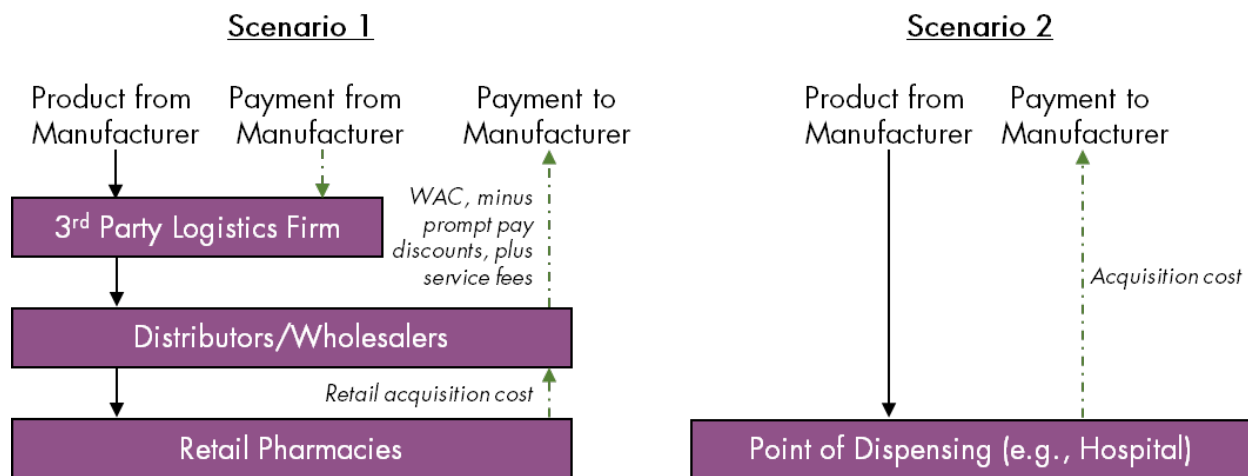 Scenario 1
Product from
Manufacturer
Payment from
Manufacturer
Payment to
Manufacturer
WAC, minus
prompt pay
discounts, plus
service fees
3rd Party Logistics Firm
Distributors/Wholesalers
Retail acquisition cost
Retail Pharmacies
Scenario 2
Product from
Manufacturer
Payment to
Manufacturer
Acquisition cost
Point of Dispensing (e.g., Hospital)